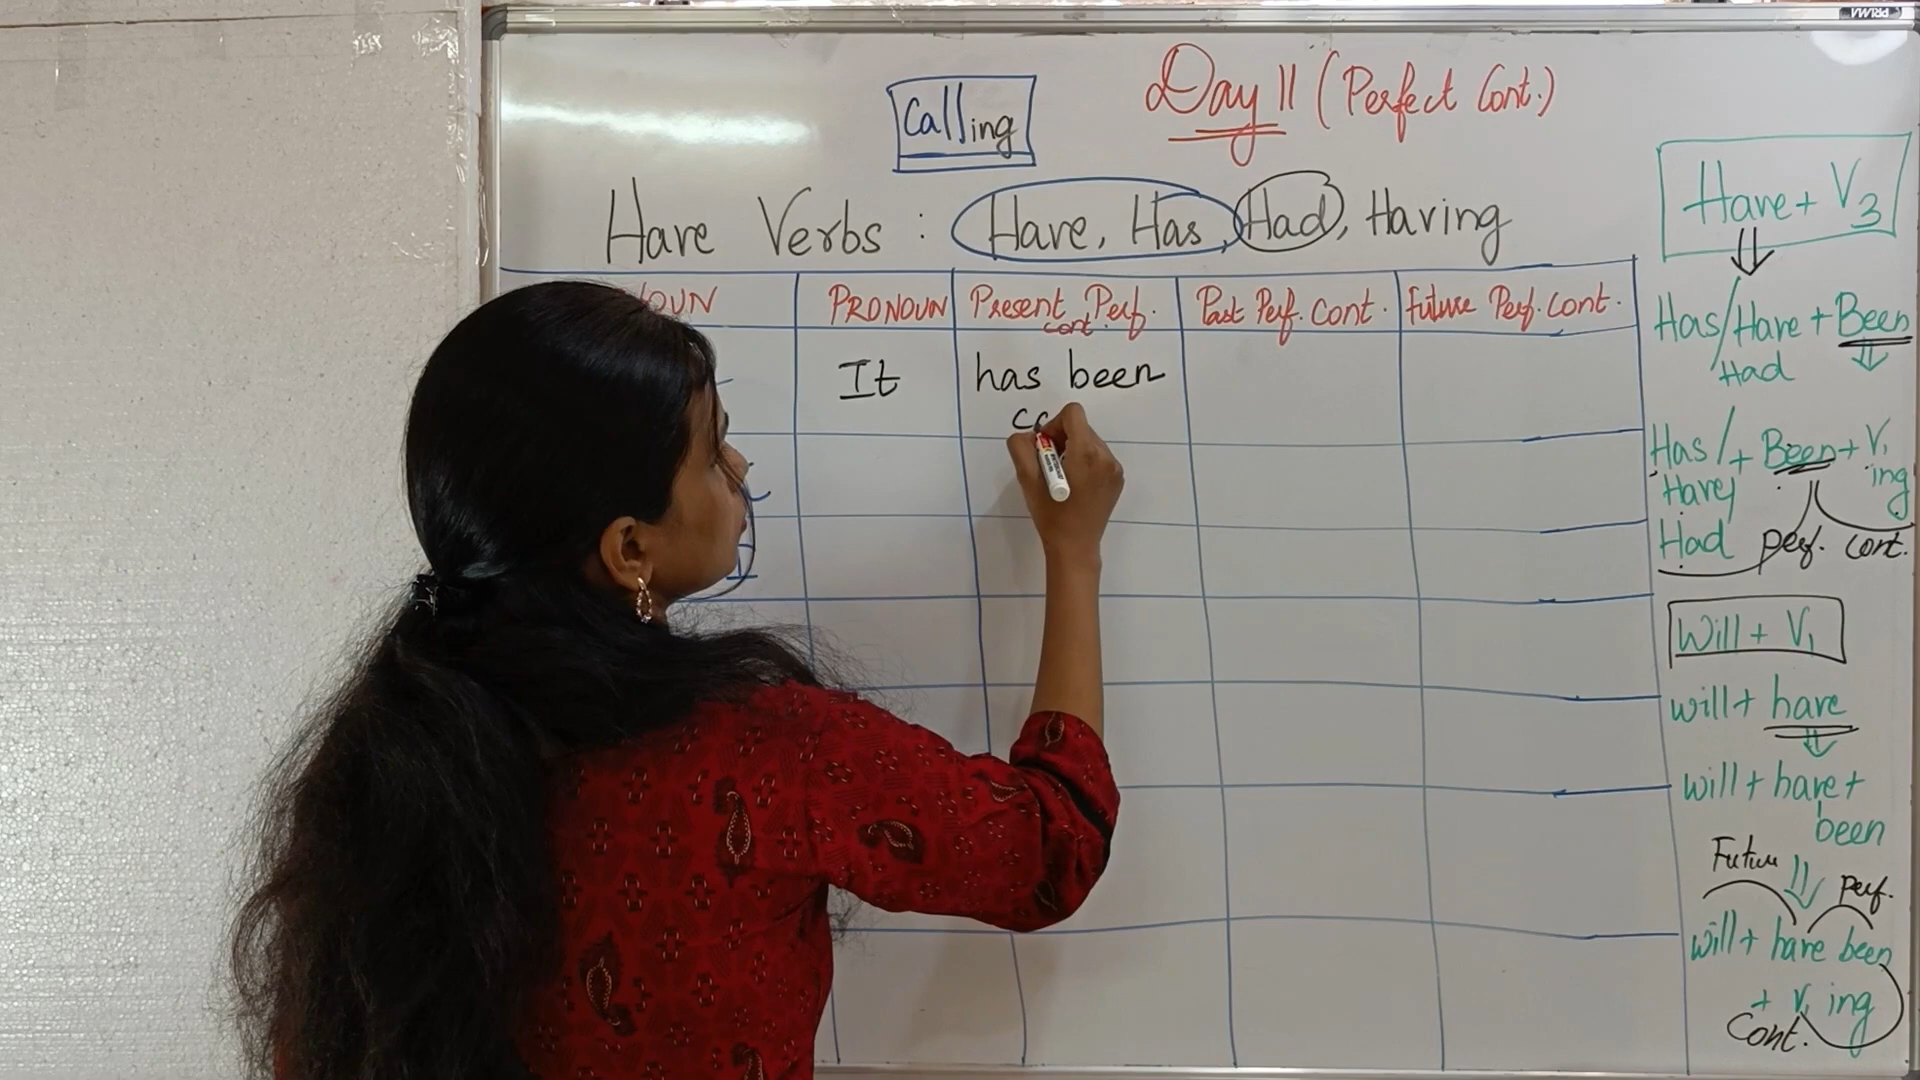 PRIMA
Day 11 (Perfect Cont.)
Calling
Have Verbs : Have, Has, Had, Having
PRONOUN Present Perf. cont. Past Perf. Cont. Future Perf. Cont.
It has been
Have + V3
Has/Have + Been
Had
Has/ + Been + V1
Have/ ing
Had perf. cont.
Will + V1
will + have
will + have +
been
Future
perf.
will + have been
+ V1 ing
Cont.